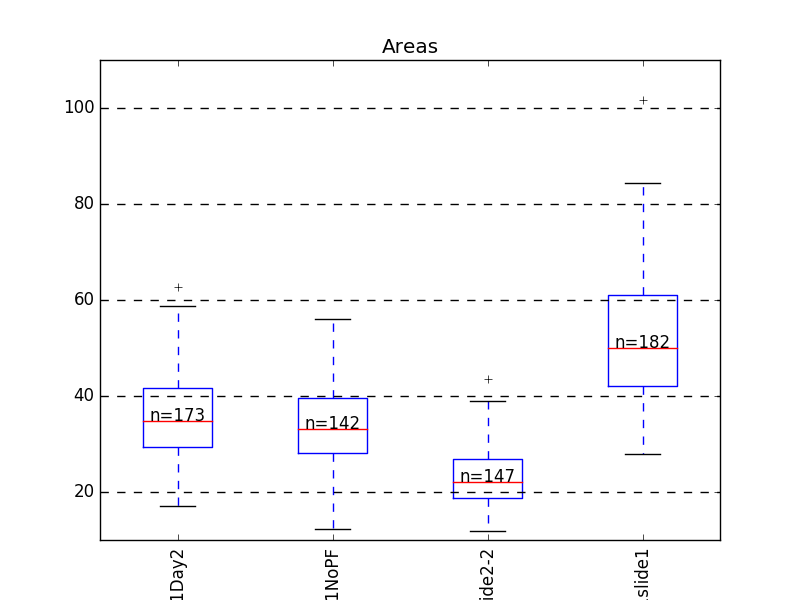 Areas
100
80
60
40
20
n=173
n=142
n=147
n=182
1Day2
1NoPF
ide2-2
slide1